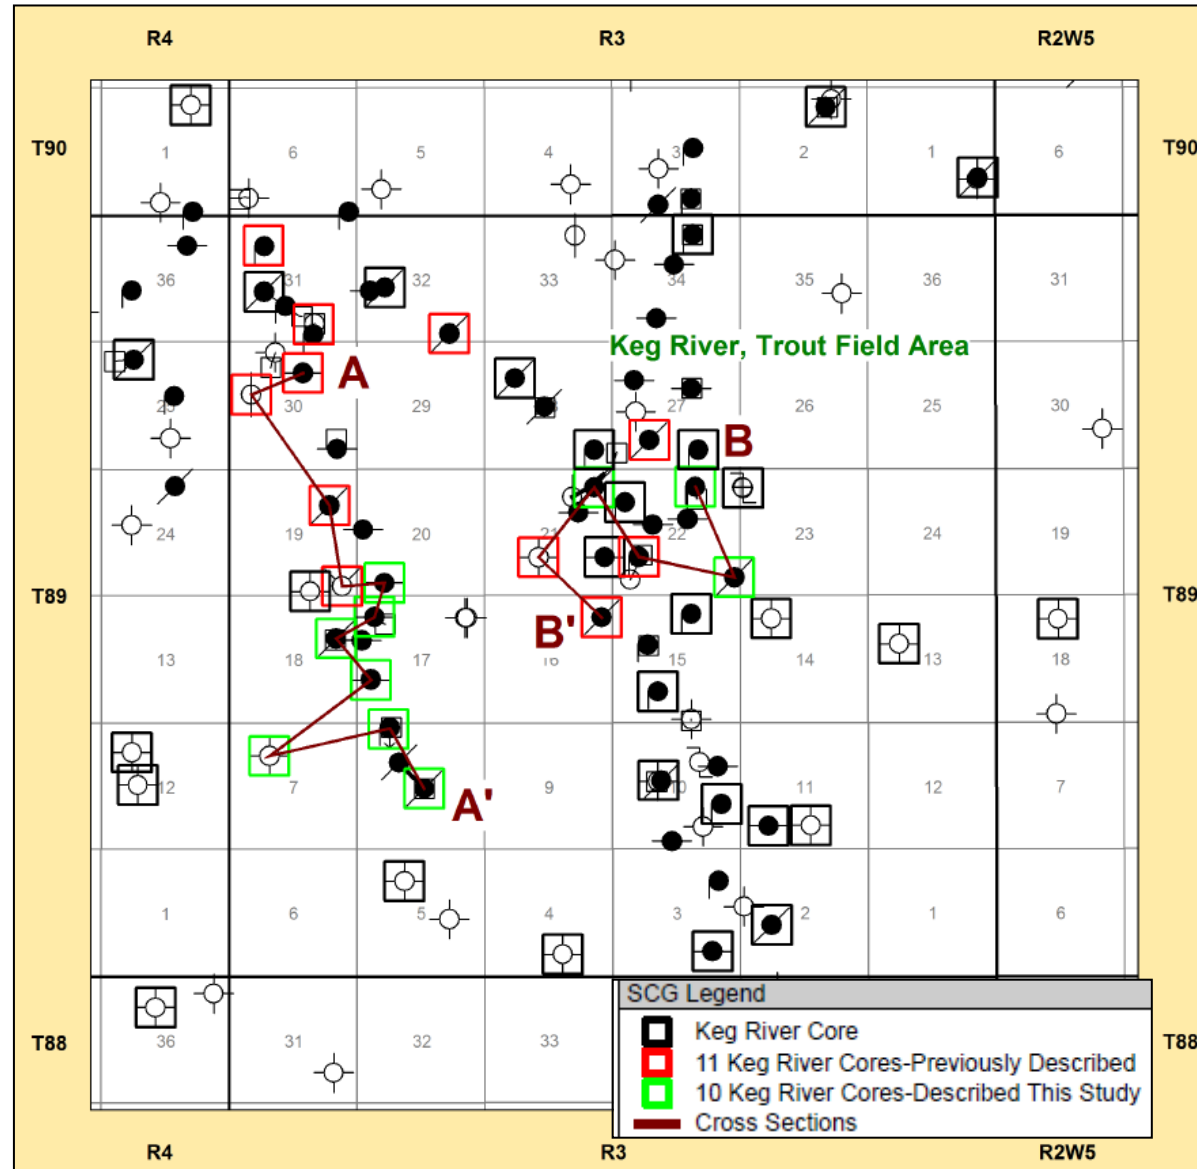 R4 R3 R2W5
T90 T90
1 6 5 4 3 2 1 6
36 31 32 33 34 35 36 31
Keg River, Trout Field Area
A
25 30 29 28 27 26 25 30
B
24 19 20 21 22 23 24 19
T89 T89
B'
13 18 17 16 15 14 13 18
12 7 9 10 11 12 7
A'
1 6 5 4 3 2 1 6
SCG Legend
Keg River Core
T88 36 31 32 33 T88
11 Keg River Cores-Previously Described
10 Keg River Cores-Described This Study
Cross Sections
R4 R3 R2W5